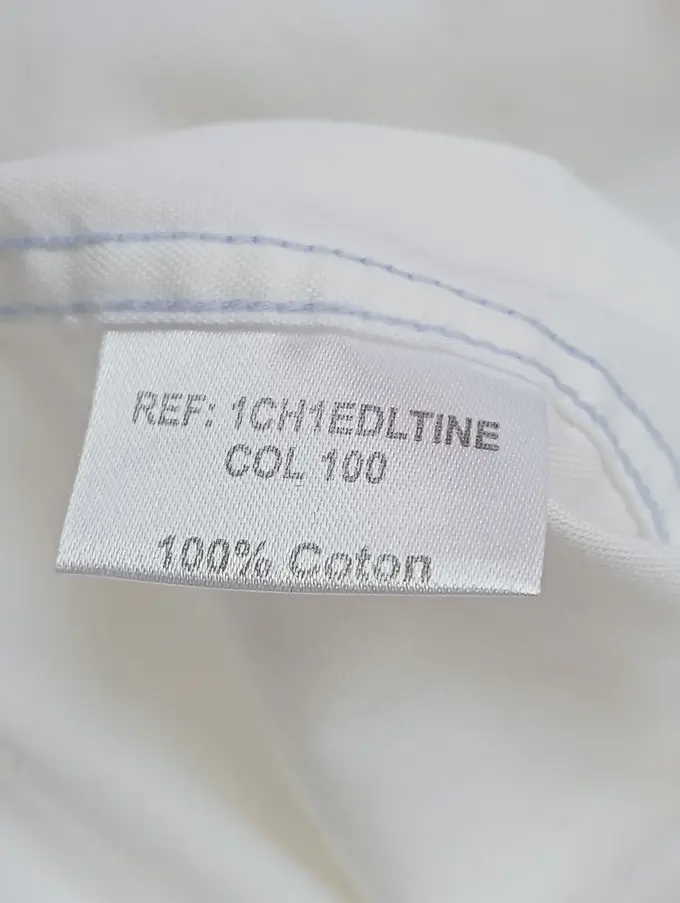 REF: 1CH1EDLTINE
COL 100
100% Coton